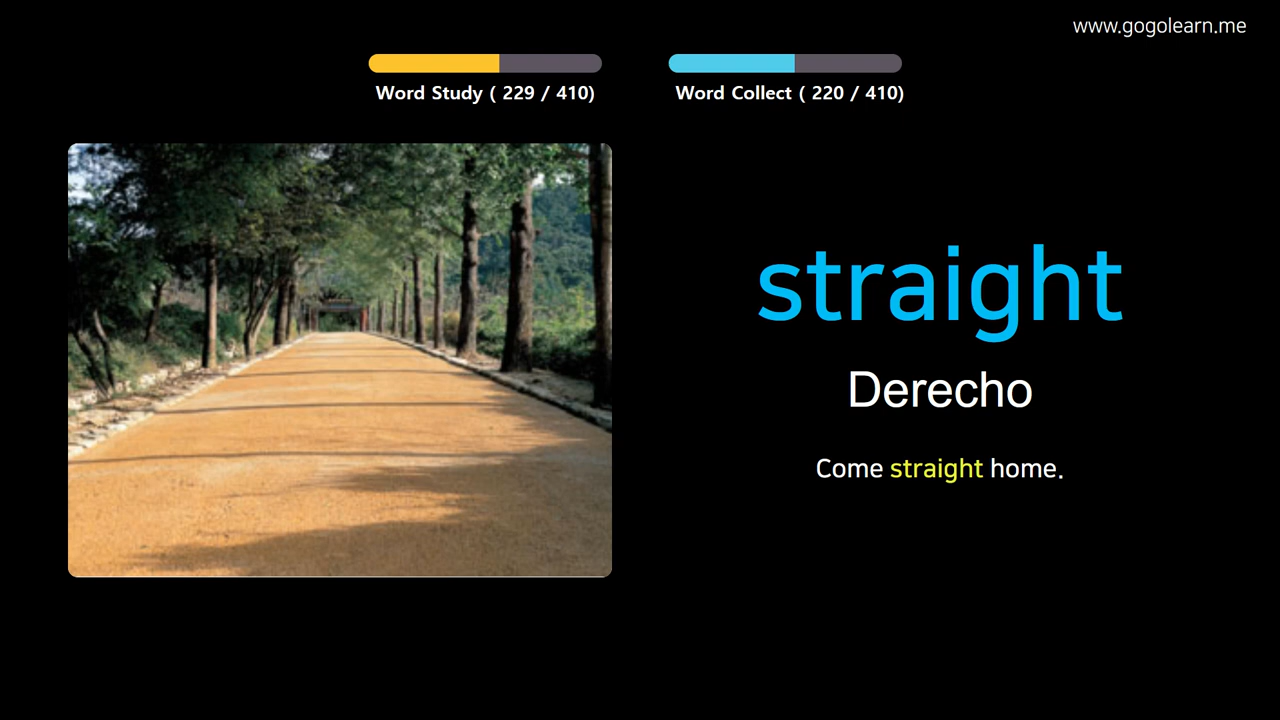 www.gogolearn.me
Word Study ( 229 / 410)
Word Collect ( 220 / 410)
straight
Derecho
Come straight home.